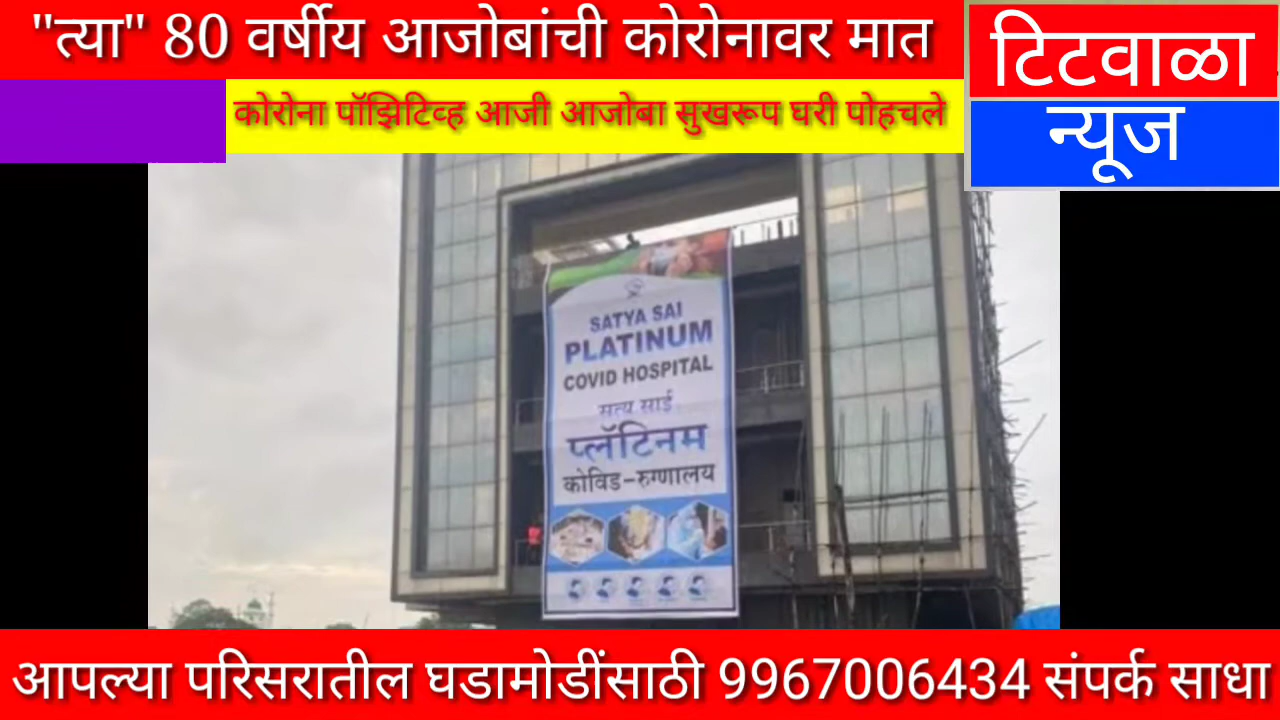 "त्या" 80 वर्षीय आजोबांची कोरोनावर मात
टिटवाळा
न्यूज
कोरोना पॉझिटिव्ह आजी आजोबा सुखरूप घरी पोहचले
SATYA SAI
PLATINUM
COVID HOSPITAL
सत्य साई
प्लॅटिनम
कोविड-रुग्णालय
आपल्या परिसरातील घडामोडींसाठी 9967006434 संपर्क साधा